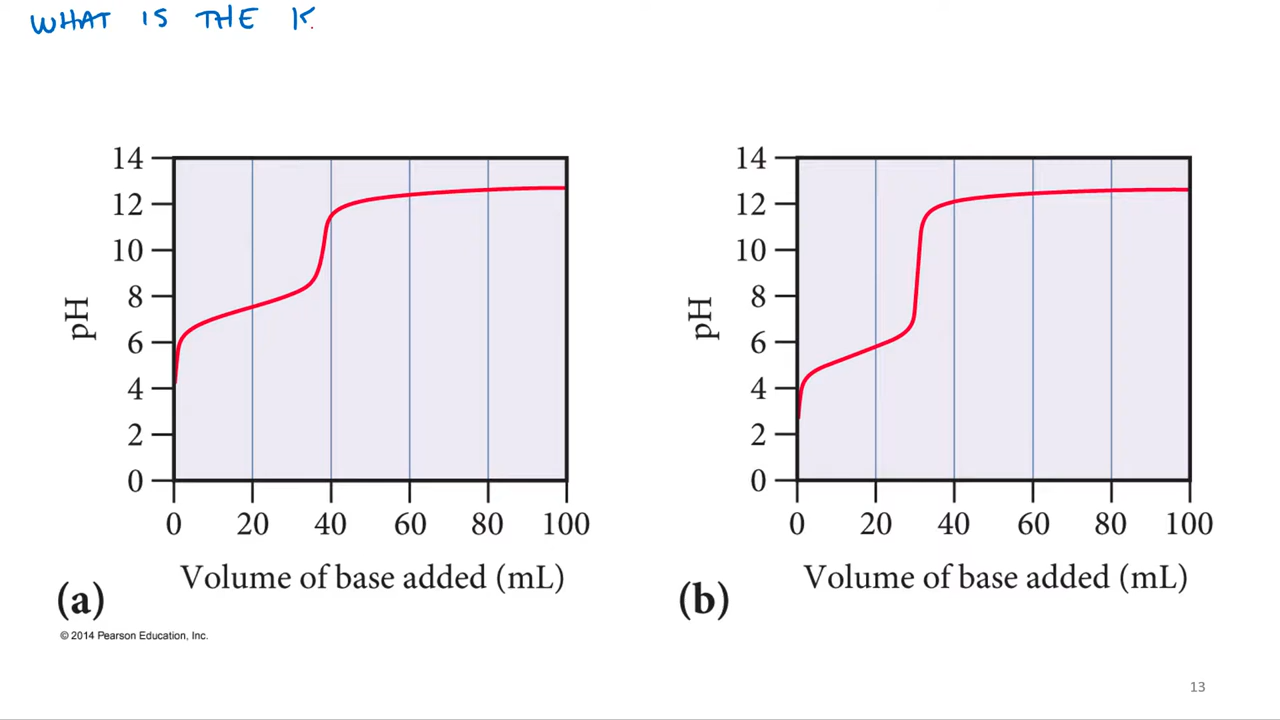 WHAT IS THE K
14
12
10
8
6
4
2
0
pH
0 20 40 60 80 100
Volume of base added (mL)
(a)
14
12
10
8
6
4
2
0
pH
0 20 40 60 80 100
Volume of base added (mL)
(b)
© 2014 Pearson Education, Inc.
13